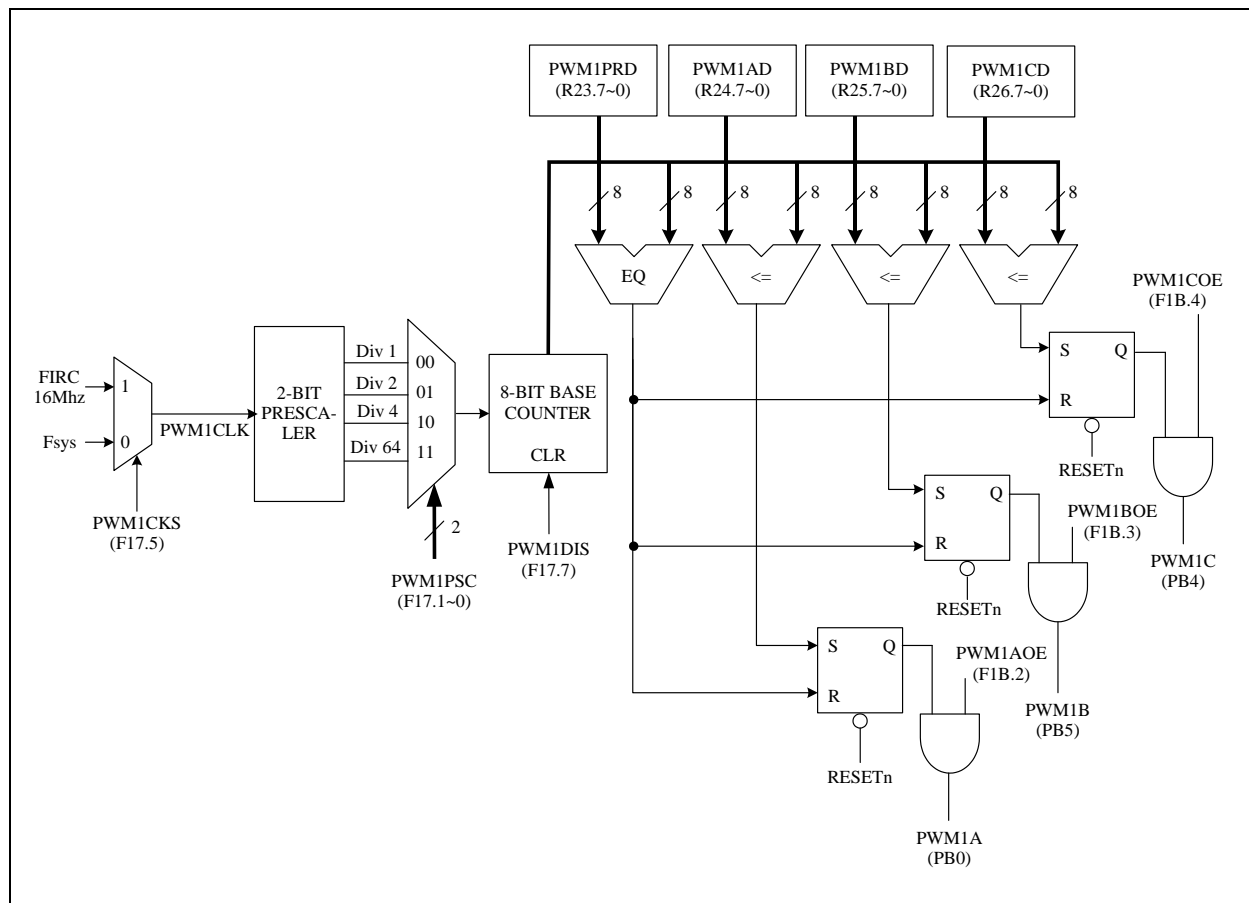 PWM1PRD
(R23.7~0)
PWM1AD
(R24.7~0)
PWM1BD
(R25.7~0)
PWM1CD
(R26.7~0)
8
8
8
8
8
8
8
8
EQ
<=
<=
<=
PWM1COE
(F1B.4)
FIRC
16Mhz
Fsys
1
0
PWM1CLK
PWM1CKS
(F17.5)
2-BIT
PRESCA-
LER
Div 1
Div 2
Div 4
Div 64
00
01
10
11
2
PWM1PSC
(F17.1~0)
8-BIT BASE
COUNTER
CLR
PWM1DIS
(F17.7)
S
Q
R
RESETn
PWM1C
(PB4)
S
Q
R
RESETn
PWM1BOE
(F1B.3)
PWM1B
(PB5)
S
Q
R
RESETn
PWM1AOE
(F1B.2)
PWM1A
(PB0)